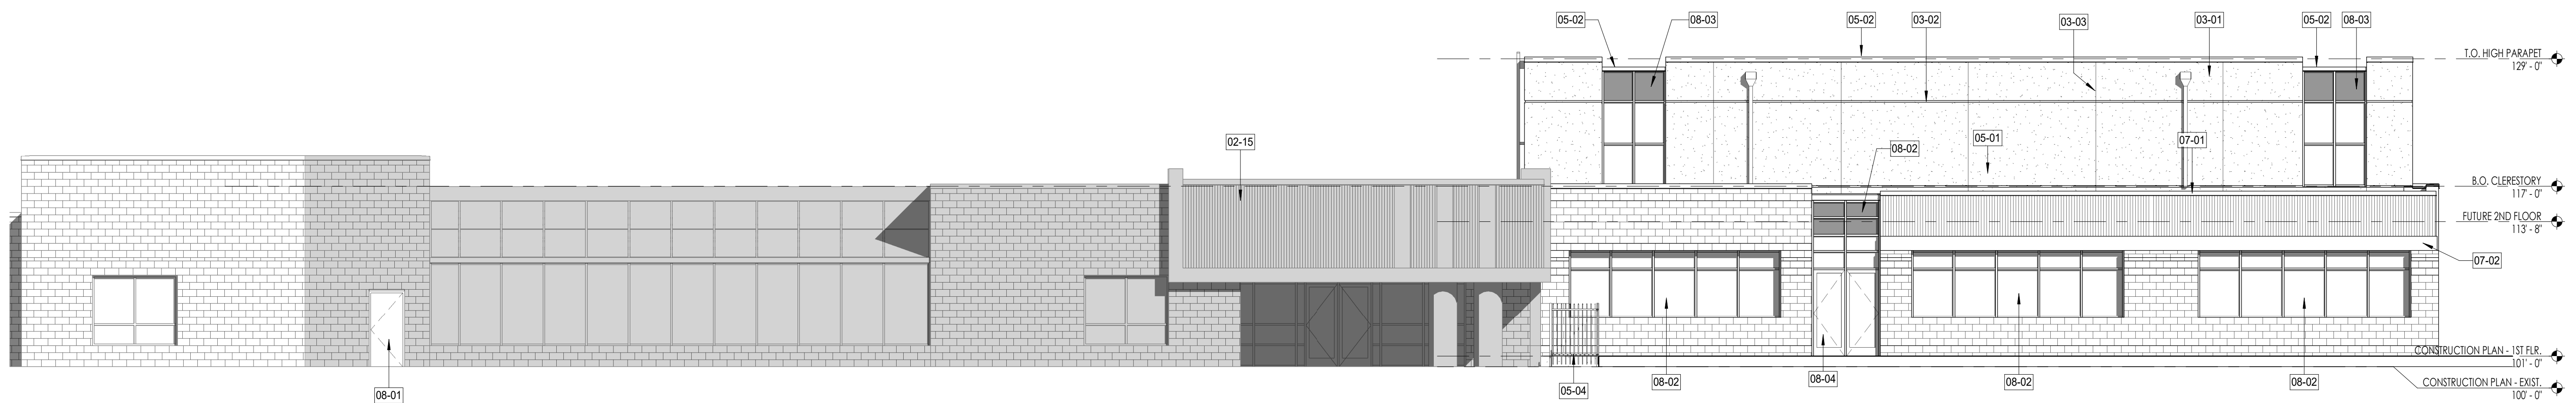 05-02
08-03
05-02
03-02
03-03
03-01
05-02
08-03
T.O. HIGH PARAPET
129' - 0"
02-15
08-02
05-01
07-01
B.O. CLERESTORY
117' - 0"
FUTURE 2ND FLOOR
113' - 8"
07-02
CONSTRUCTION PLAN - 1ST FLR.
101' - 0"
08-01
05-04
08-02
08-04
08-02
08-02
CONSTRUCTION PLAN - EXIST.
100' - 0"